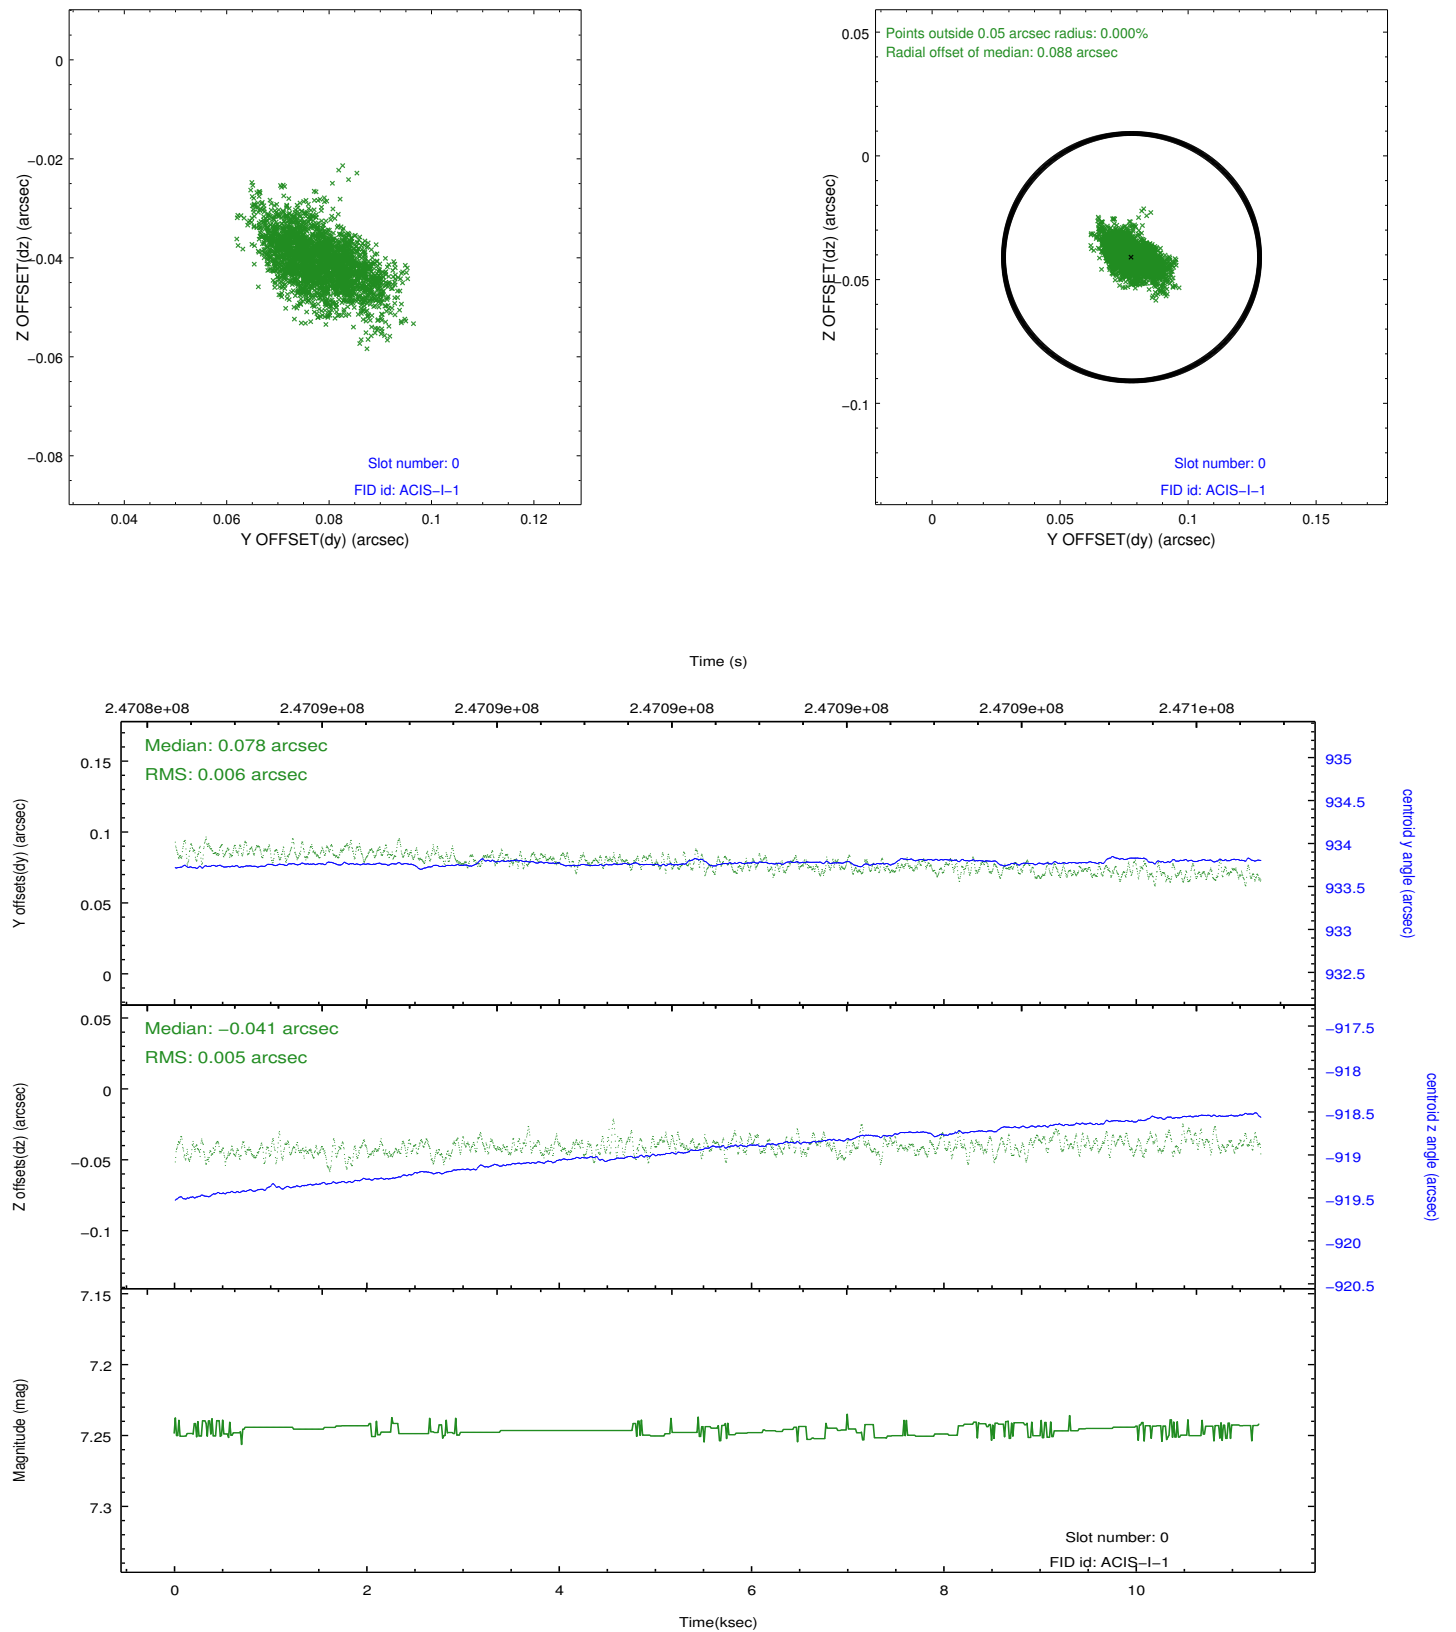 0
−0.02
−0.04
−0.06
−0.08
Z OFFSET(dz) (arcsec)
Slot number: 0
FID id: ACIS−I−1
0.04 0.06 0.08 0.1 0.12
Y OFFSET(dy) (arcsec)
Points outside 0.05 arcsec radius: 0.000%
Radial offset of median: 0.088 arcsec
0.05
0
−0.05
−0.1
Z OFFSET(dz) (arcsec)
Slot number: 0
FID id: ACIS−I−1
0 0.05 0.1 0.15
Y OFFSET(dy) (arcsec)
Time (s)
2.4708e+08 2.4709e+08 2.4709e+08 2.4709e+08 2.4709e+08 2.4709e+08 2.471e+08
Median: 0.078 arcsec
RMS: 0.006 arcsec
0.15
0.1
0.05
0
Y offsets(dy) (arcsec)
935
934.5
934
933.5
933
932.5
centroid y angle (arcsec)
Median: −0.041 arcsec
RMS: 0.005 arcsec
0.05
0
−0.05
−0.1
Z offsets(dz) (arcsec)
−917.5
−918
−918.5
−919
−919.5
−920
−920.5
centroid z angle (arcsec)
7.15
7.2
7.25
7.3
Magnitude (mag)
Slot number: 0
FID id: ACIS−I−1
0 2 4 6 8 10
Time(ksec)